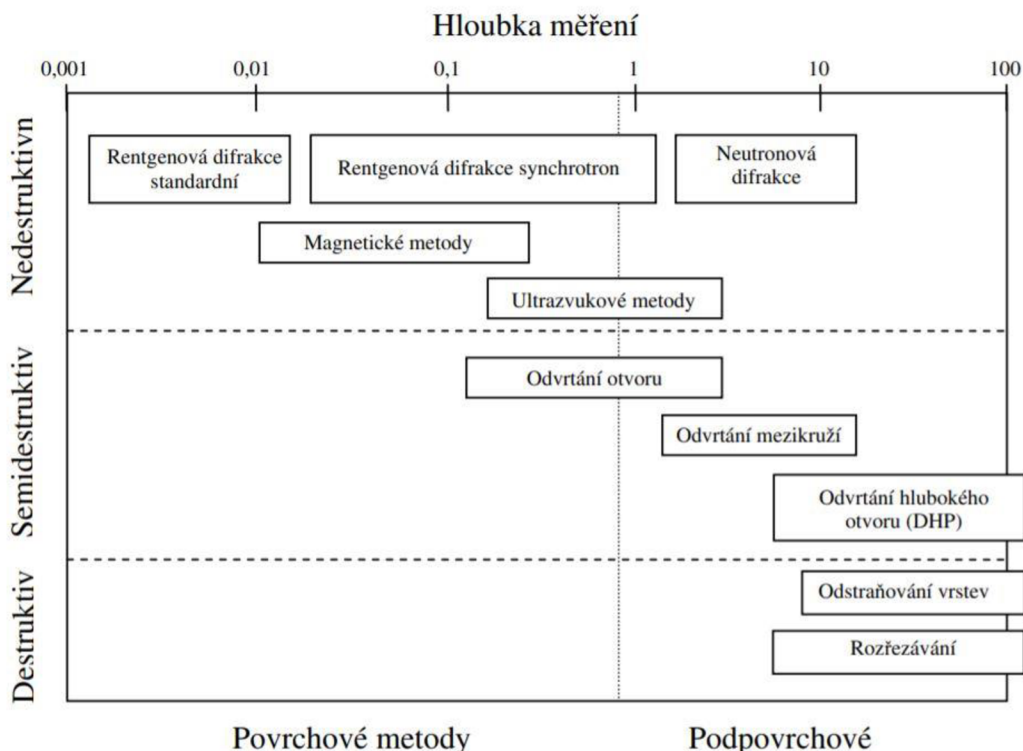 Hloubka měření
0,001 0,01 0,1 1 10 100
Nedestruktivn
Rentgenová difrakce
standardní
Rentgenová difrakce synchrotron
Neutronová
difrakce
Magnetické metody
Ultrazvukové metody
Semidestruktiv
Odvrtání otvoru
Odvrtání mezikruží
Odvrtání hlubokého
otvoru (DHP)
Destruktiv
Odstraňování vrstev
Rozřezávání
Povrchové metody
Podpovrchové